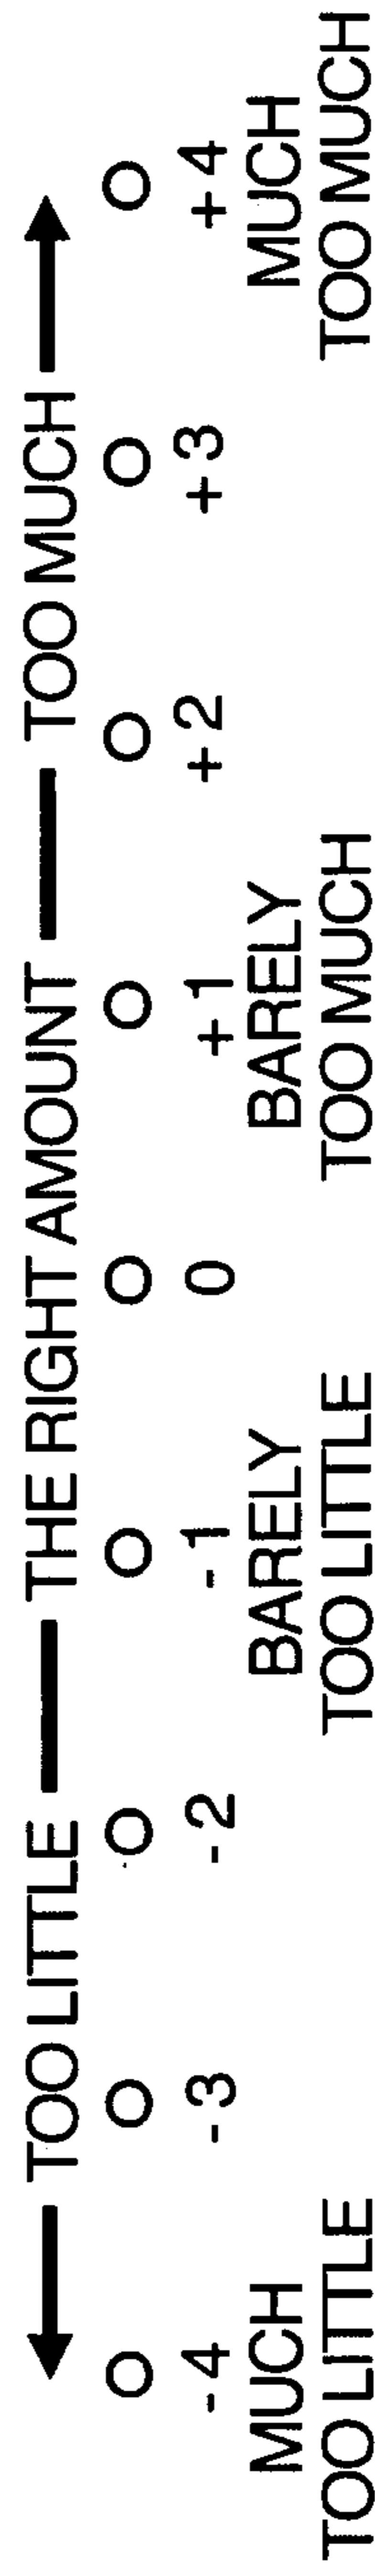 TOO LITTLE — THE RIGHT AMOUNT — TOO MUCH
-4 -3 -2 -1 0 +1 +2 +3 +4
MUCH BARELY BARELY MUCH
TOO LITTLE TOO LITTLE TOO MUCH TOO MUCH